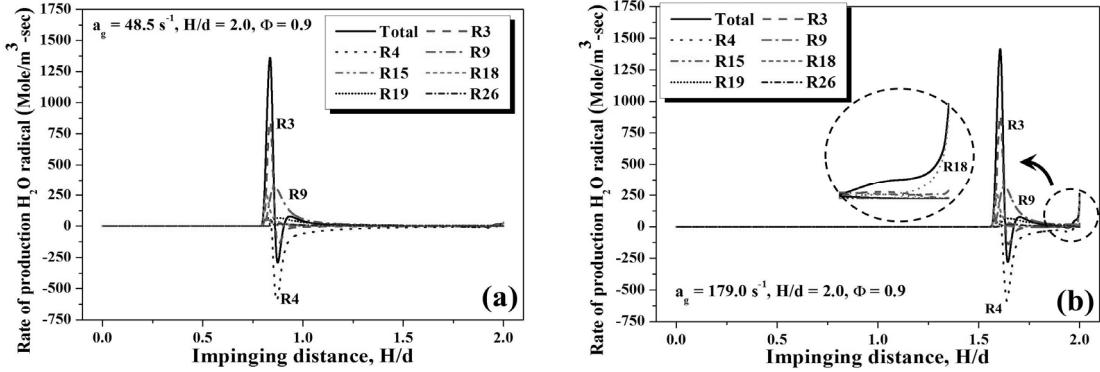 Rate of production H₂O radical (Mole/m³-sec)
1500
1250
1000
750
500
250
0
-250
-500
-750
a_g = 48.5 s⁻¹, H/d = 2.0, Φ = 0.9
Total R3
R4 R9
R15 R18
R19 R26
R3
R9
R4
(a)
0.0 0.5 1.0 1.5 2.0
Impinging distance, H/d
Rate of production H₂O radical (Mole/m³-sec)
1500
1250
1000
750
500
250
0
-250
-500
-750
Total R3
R4 R9
R15 R18
R19 R26
R18
R3
R9
R4
a_g = 179.0 s⁻¹, H/d = 2.0, Φ = 0.9
(b)
0.0 0.5 1.0 1.5 2.0
Impinging distance, H/d